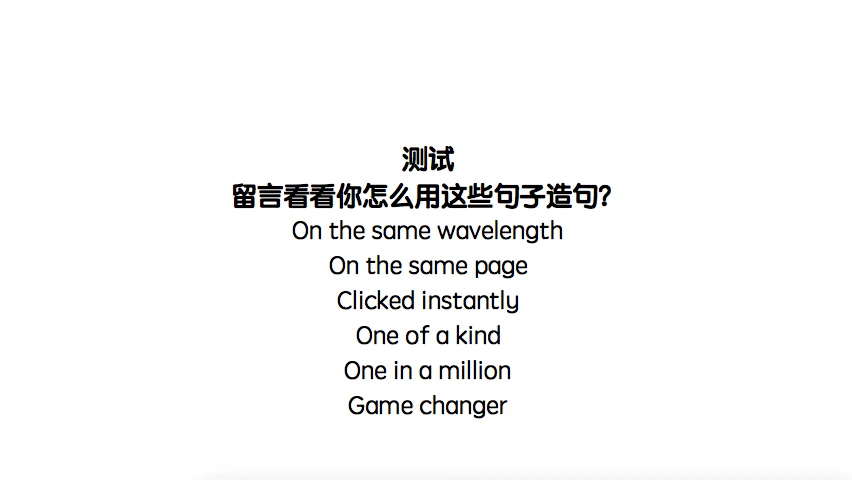 测试
留言看看你怎么用这些句子造句?
On the same wavelength
On the same page
Clicked instantly
One of a kind
One in a million
Game changer